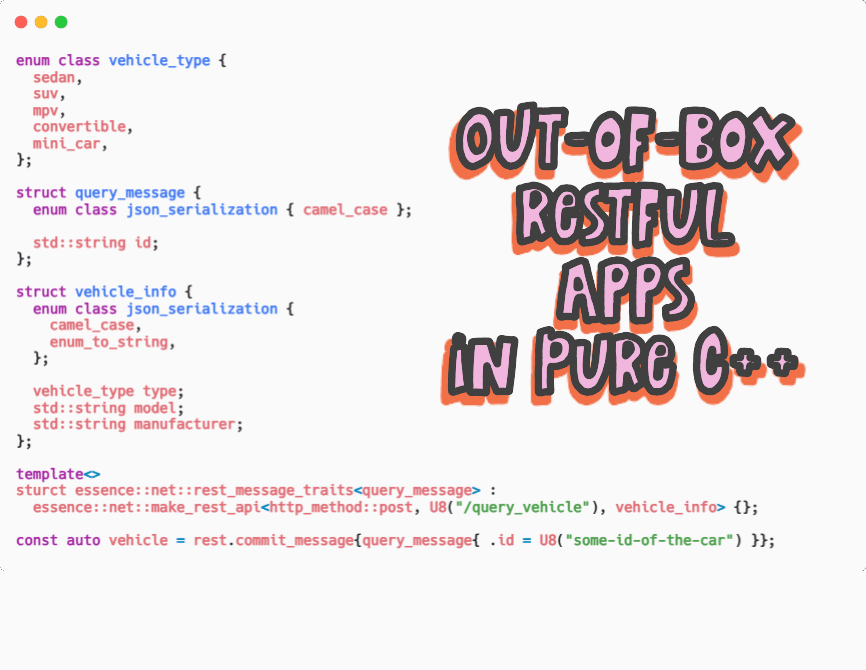 enum class vehicle_type {
  sedan,
  suv,
  mpv,
  convertible,
  mini_car,
};

struct query_message {
  enum class json_serialization { camel_case };

  std::string id;
};

struct vehicle_info {
  enum class json_serialization {
    camel_case,
    enum_to_string,
  };

  vehicle_type type;
  std::string model;
  std::string manufacturer;
};

template<>
sturct essence::net::rest_message_traits<query_message> :
  essence::net::make_rest_api<http_method::post, U8("/query_vehicle"), vehicle_info> {};

const auto vehicle = rest.commit_message{query_message{ .id = U8("some-id-of-the-car") }};

OUT-OF-BOX
RESTFUL
APPS
IN PURE C++